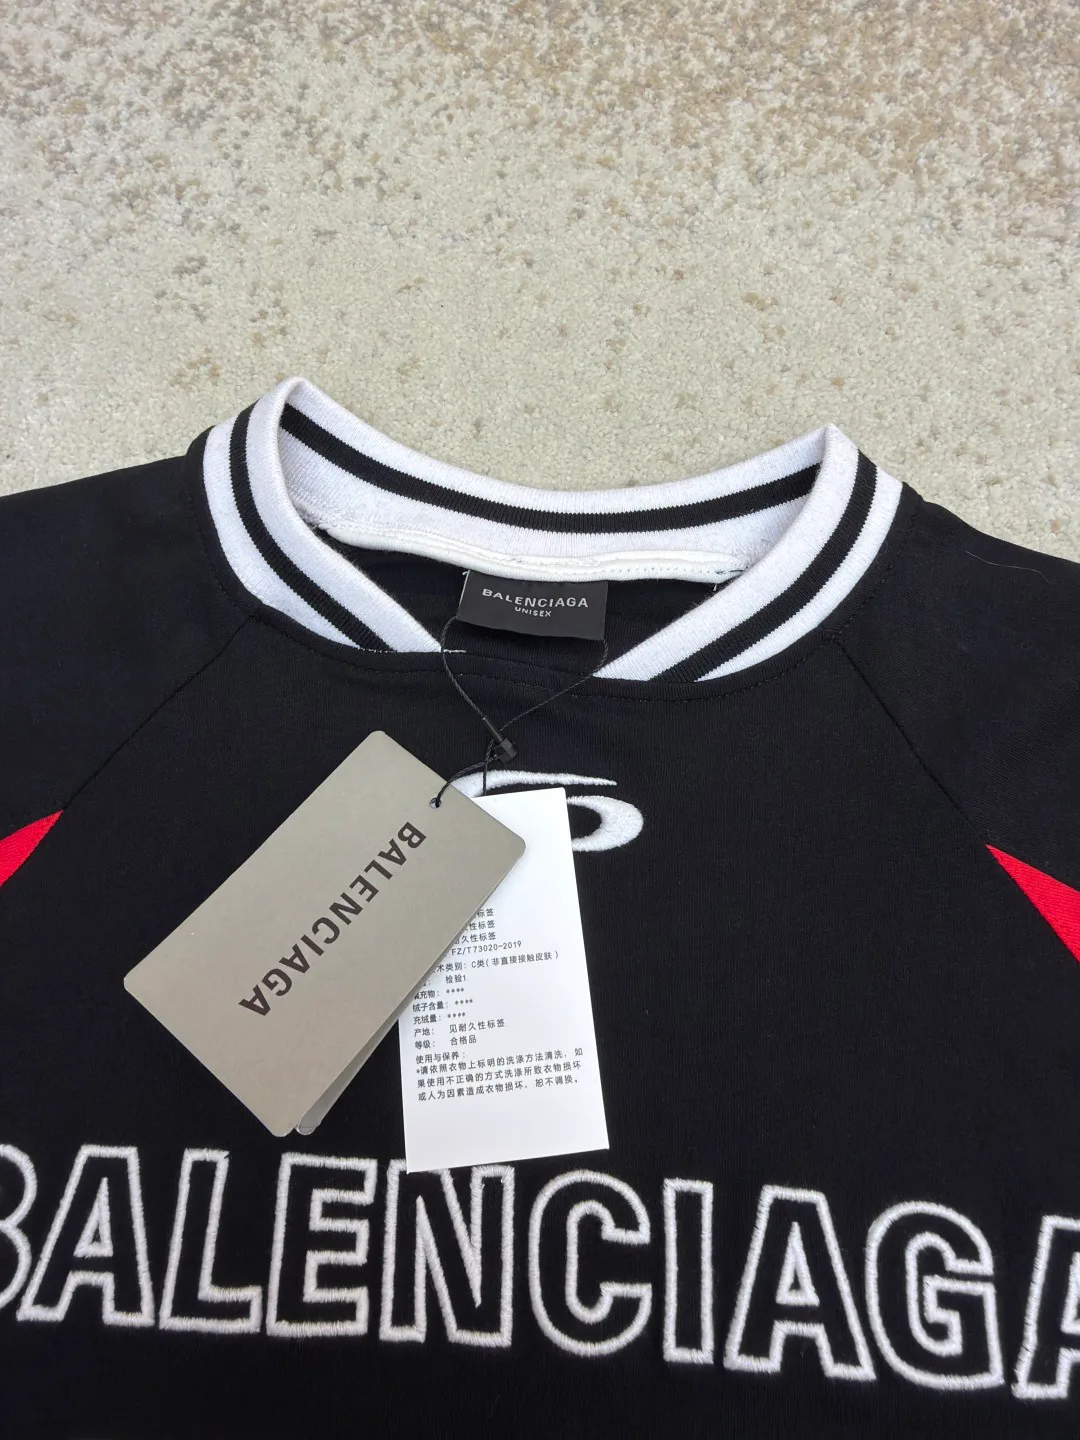 BALENCIAGA
UNISEX
BALENCIAGA
标签
性标签
久性标签
FZ/T73020-2019
术类别：C类(非直接接触皮肤)
检验1
充物：****
绒子含量：****
充绒量：****
产地： 见耐久性标签
等级： 合格品
使用与保养：
*请依照衣物上标明的洗涤方法清洗，如
果使用不正确的方式洗涤所致衣物损坏
或人为因素造成衣物损坏，恕不调换。
BALENCIAGA